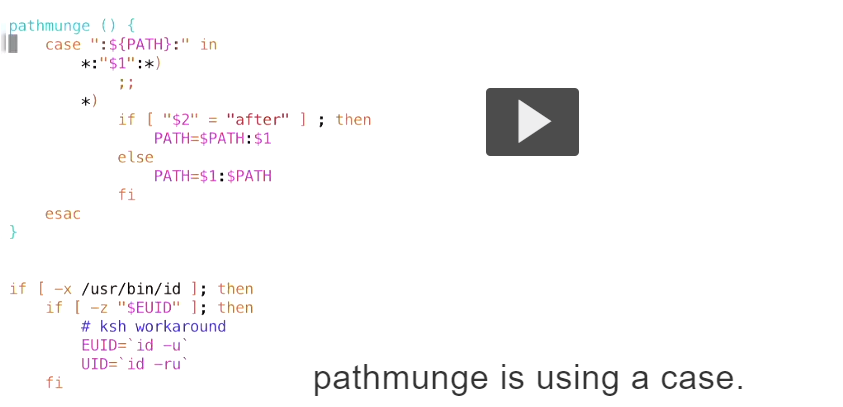 pathmunge () {
    case ":${PATH}:" in
        *:"$1":*)
            ;;
        *)
            if [ "$2" = "after" ] ; then
                PATH=$PATH:$1
            else
                PATH=$1:$PATH
            fi
    esac
}
if [ -x /usr/bin/id ]; then
    if [ -z "$EUID" ]; then
        # ksh workaround
        EUID=`id -u`
        UID=`id -ru`
    fi
pathmunge is using a case.